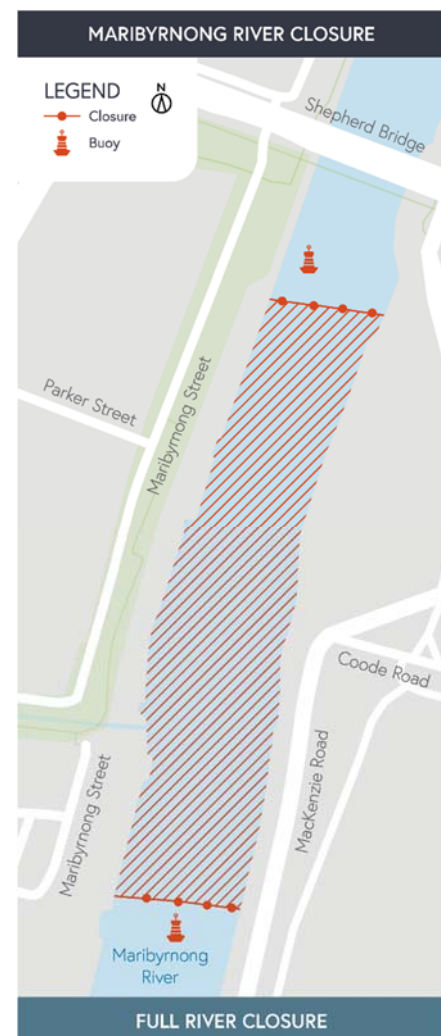 MARIBYRNONG RIVER CLOSURE
LEGEND
N
Closure
Buoy
Shepherd Bridge
Parker Street
Maribyrnong Street
Coode Road
MacKenzie Road
Maribyrnong Street
Maribyrnong
River
FULL RIVER CLOSURE